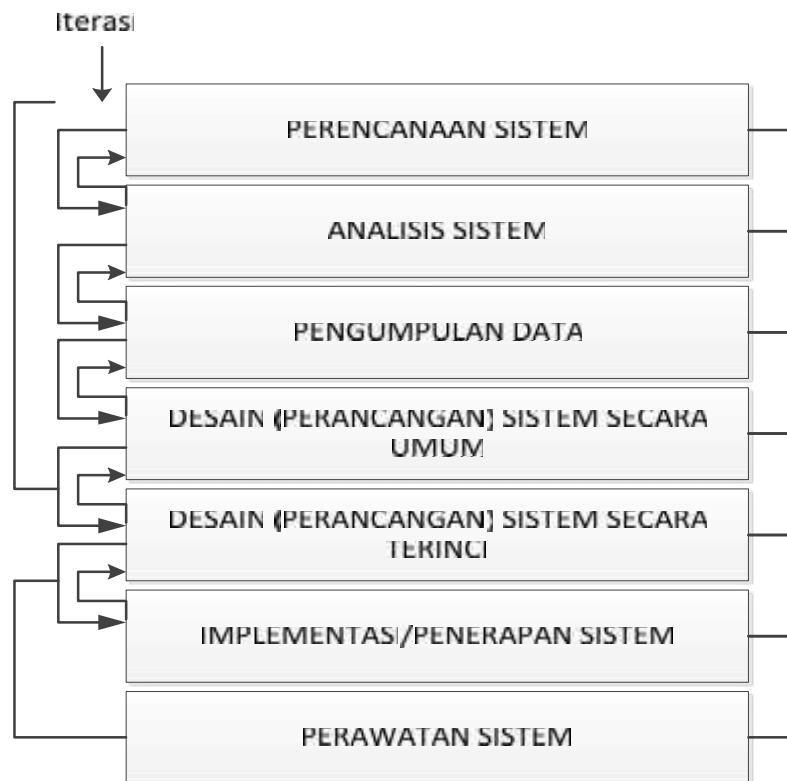 Iterasi
PERENCANAAN SISTEM
ANALISIS SISTEM
PENGUMPULAN DATA
DESAIN (PERANCANGAN) SISTEM SECARA
UMUM
DESAIN (PERANCANGAN) SISTEM SECARA
TERINCI
IMPLEMENTASI/PENERAPAN SISTEM
PERAWATAN SISTEM